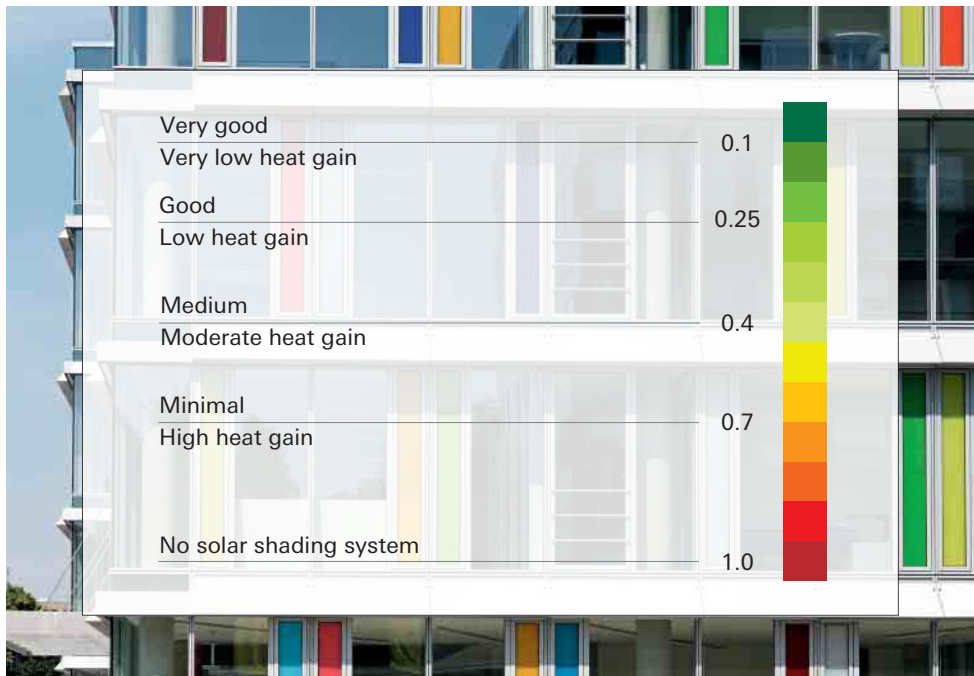 Very good
0.1
Very low heat gain
Good
0.25
Low heat gain
Medium
0.4
Moderate heat gain
Minimal
0.7
High heat gain
No solar shading system
1.0